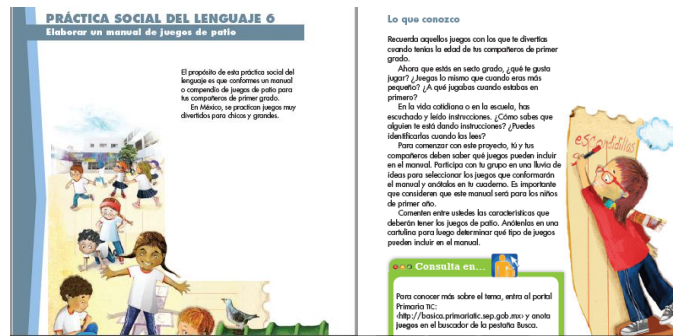 PRÁCTICA SOCIAL DEL LENGUAJE 6
Elaborar un manual de juegos de patio
El propósito de esta práctica social del
lenguaje es que conformes un manual
o compendio de juegos de patio para
tus compañeros de primer grado.
En México, se practican juegos muy
divertidos para chicos y grandes.
Lo que conozco
Recuerda aquellos juegos con los que te divertías
cuando tenías la edad de tus compañeros de primer
grado.
Ahora que estás en sexto grado, ¿qué te gusta
jugar? ¿Juegas lo mismo que cuando eras más
pequeño? ¿A qué jugabas cuando estabas en
primero?
En la vida cotidiana o en la escuela, has
escuchado y leído instrucciones. ¿Cómo sabes que
alguien te está dando instrucciones? ¿Puedes
identificarlas cuando las lees?
Para comenzar con este proyecto, tú y tus
compañeros deben saber qué juegos pueden incluir
en el manual. Participa con tu grupo en una lluvia de
ideas para seleccionar los juegos que conformarán
el manual y anótalos en tu cuaderno. Es importante
que consideren que este manual será para los niños
de primer año.
Comenten entre ustedes las características que
deberán tener los juegos de patio. Anótenlas en una
cartulina para luego determinar qué tipo de juegos
pueden incluir en el manual.
escondidillas
Consulta en...
Para conocer más sobre el tema, entra al portal
Primaria TIC:
‹http://basica.primariatic.sep.gob.mx› y anota
juegos en el buscador de la pestaña Busca.